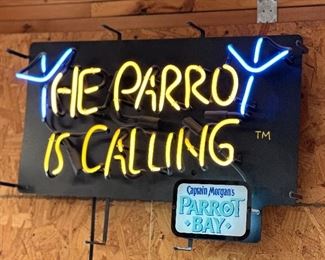 THE PARROT
IS CALLING TM
Captain Morgan's
PARROT
BAY